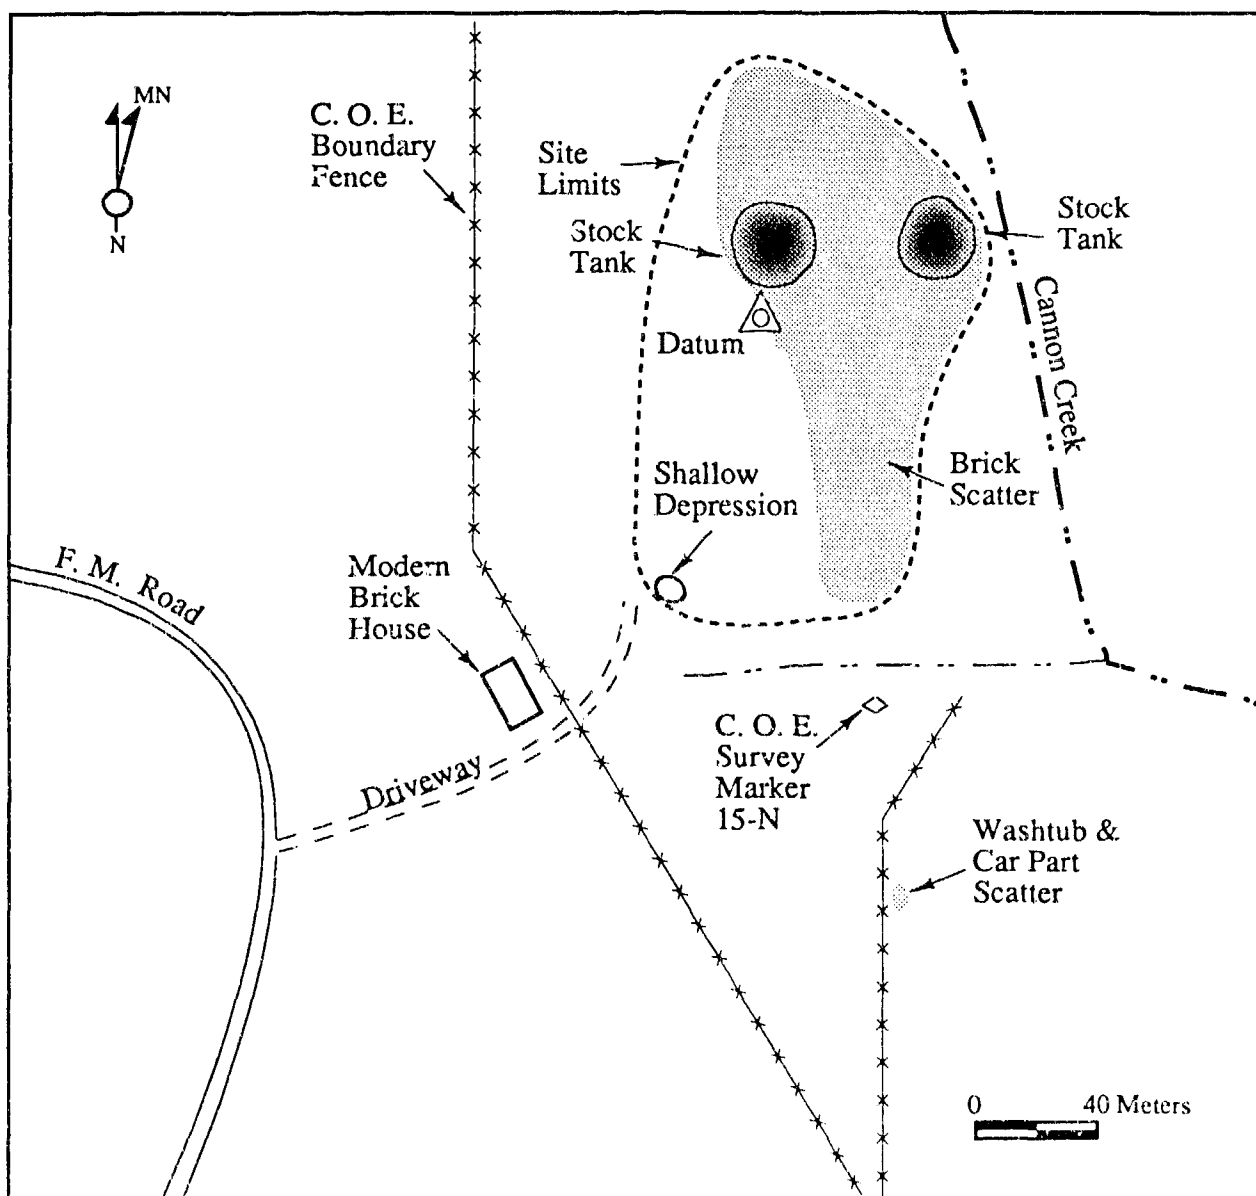 MN
N
C. O. E.
Boundary
Fence
Site
Limits
Stock
Tank
Stock
Tank
Datum
Cannon Creek
Shallow
Depression
Brick
Scatter
F. M. Road
Modern
Brick
House
Driveway
C. O. E.
Survey
Marker
15-N
Washtub &
Car Part
Scatter
0 40 Meters